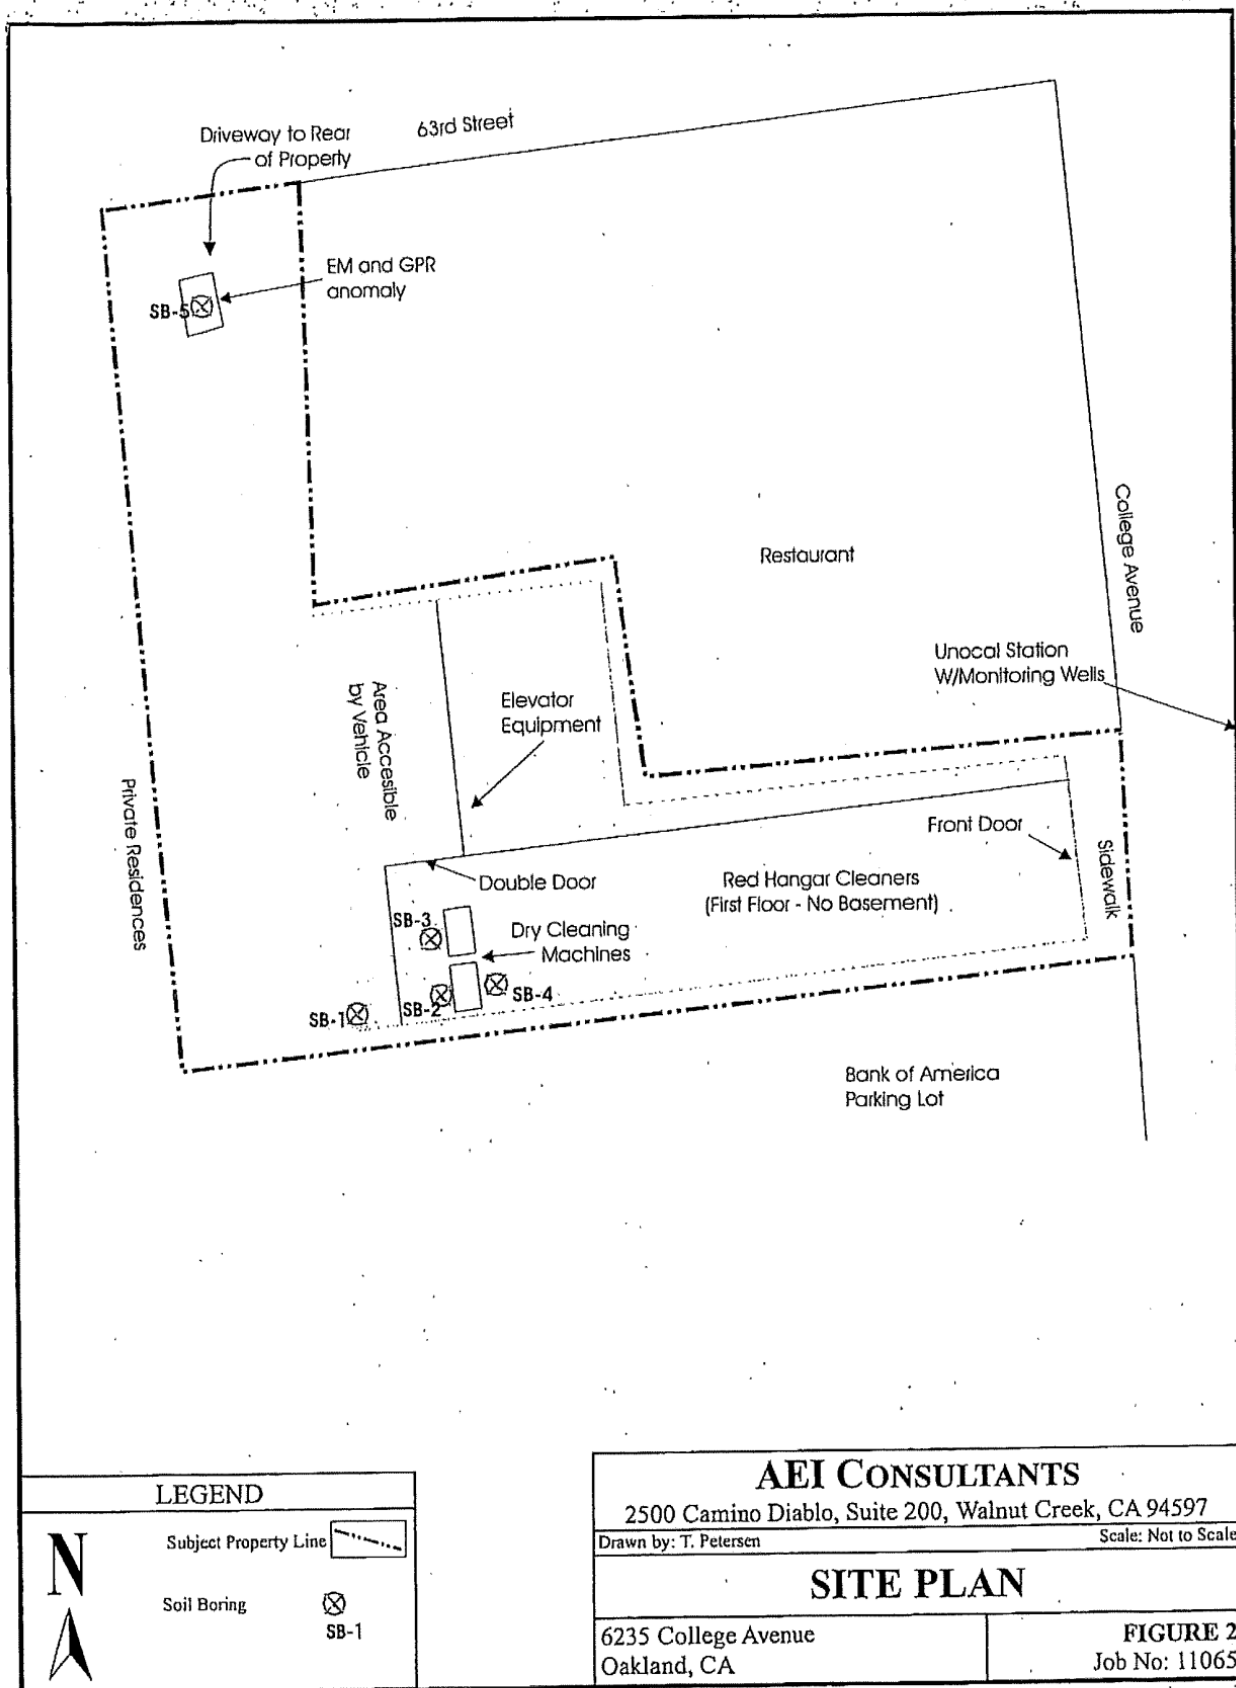 63rd Street
Driveway to Rear
of Property
EM and GPR
anomaly
SB-5
College Avenue
Restaurant
Unocal Station
W/Monitoring Wells
Area Accesible
by Vehicle
Elevator
Equipment
Private Residences
Front Door
Sidewalk
Double Door
Red Hangar Cleaners
(First Floor - No Basement)
SB-3
Dry Cleaning
Machines
SB-4
SB-2
SB-1
Bank of America
Parking Lot
LEGEND
N
Subject Property Line
Soil Boring
SB-1
AEI CONSULTANTS
2500 Camino Diablo, Suite 200, Walnut Creek, CA 94597
Drawn by: T. Petersen
Scale: Not to Scale
SITE PLAN
6235 College Avenue
Oakland, CA
FIGURE 2
Job No: 11065